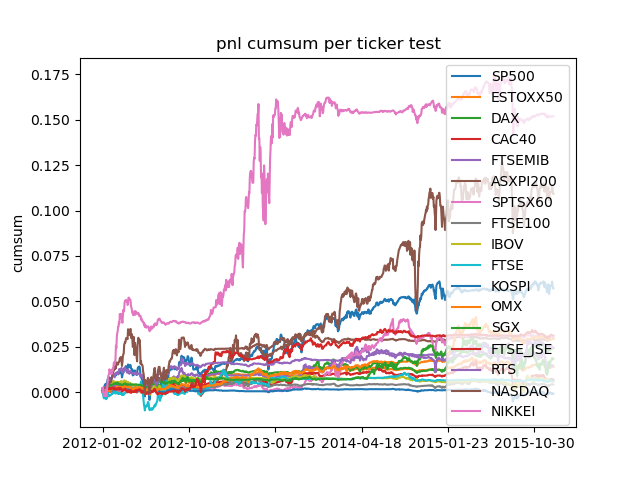 pnl cumsum per ticker test
cumsum
0.175
0.150
0.125
0.100
0.075
0.050
0.025
0.000
2012-01-02 2012-10-08 2013-07-15 2014-04-18 2015-01-23 2015-10-30
SP500
ESTOXX50
DAX
CAC40
FTSEMIB
ASXPI200
SPTSX60
FTSE100
IBOV
FTSE
KOSPI
OMX
SGX
FTSE_JSE
RTS
NASDAQ
NIKKEI